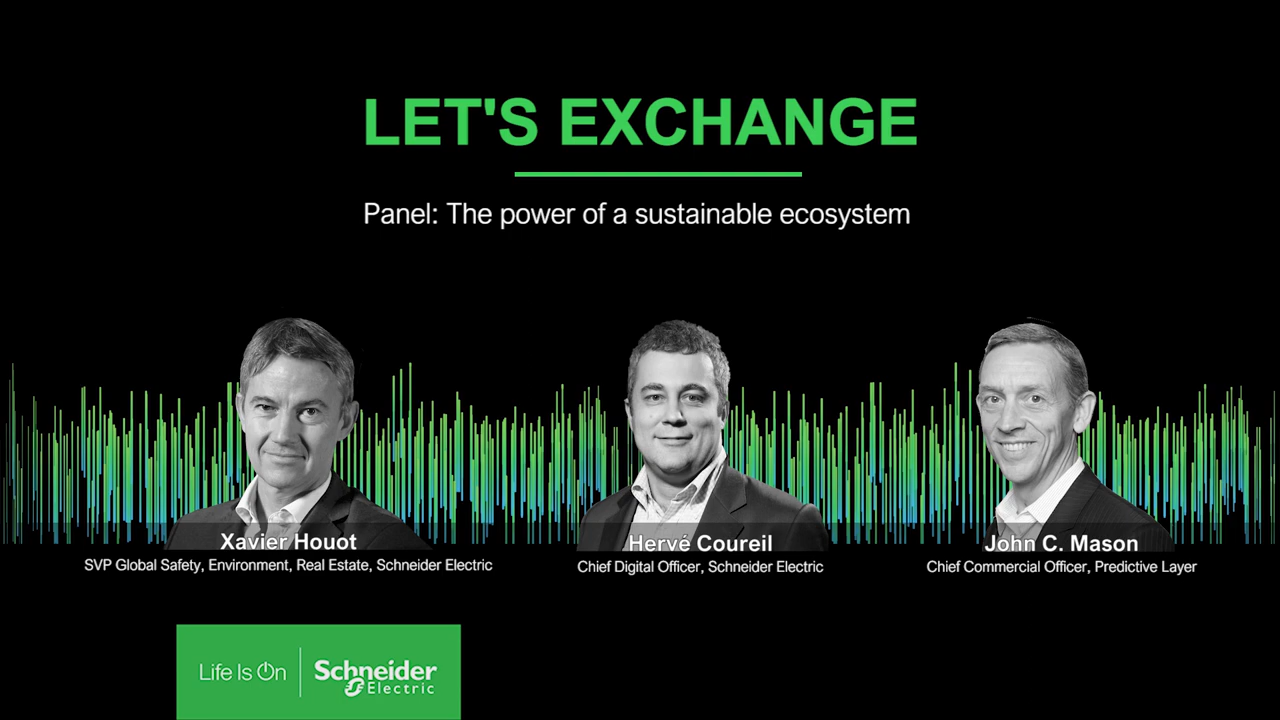 LET'S EXCHANGE
Panel: The power of a sustainable ecosystem
Xavier Houot
SVP Global Safety, Environment, Real Estate, Schneider Electric
Hervé Coureil
Chief Digital Officer, Schneider Electric
John C. Mason
Chief Commercial Officer, Predictive Layer
Life Is On
Schneider
Electric